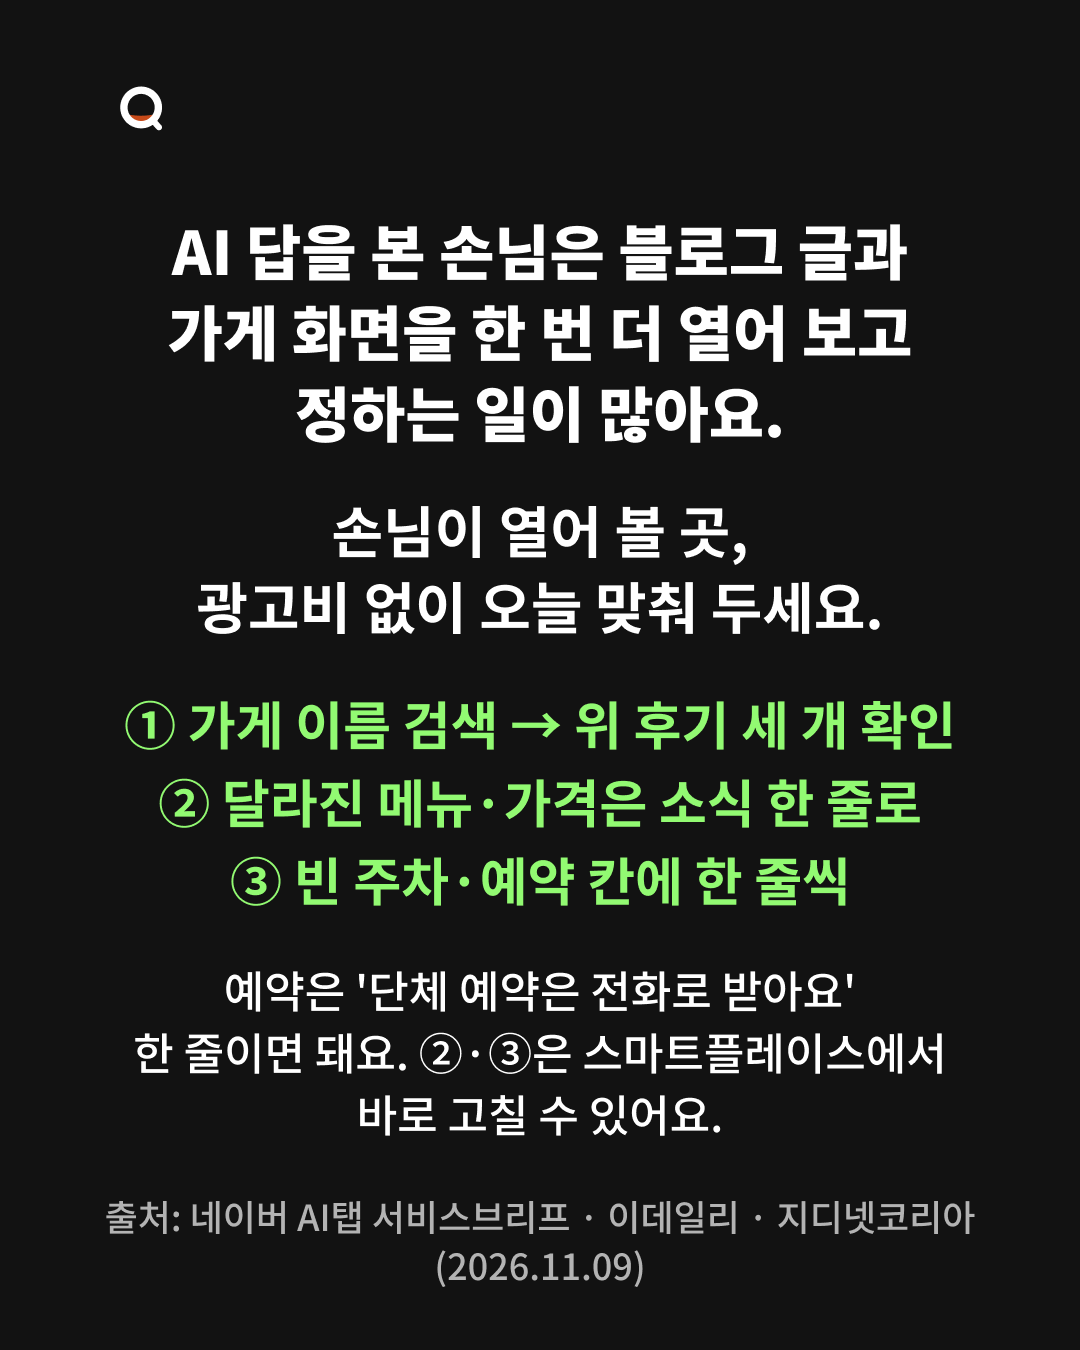 AI 답을 본 손님은 블로그 글과
가게 화면을 한 번 더 열어 보고
정하는 일이 많아요.
손님이 열어 볼 곳,
광고비 없이 오늘 맞춰 두세요.
① 가게 이름 검색 → 위 후기 세 개 확인
② 달라진 메뉴·가격은 소식 한 줄로
③ 빈 주차·예약 칸에 한 줄씩
예약은 '단체 예약은 전화로 받아요'
한 줄이면 돼요. ②·③은 스마트플레이스에서
바로 고칠 수 있어요.
출처: 네이버 AI탭 서비스브리프 · 이데일리 · 지디넷코리아
(2026.11.09)